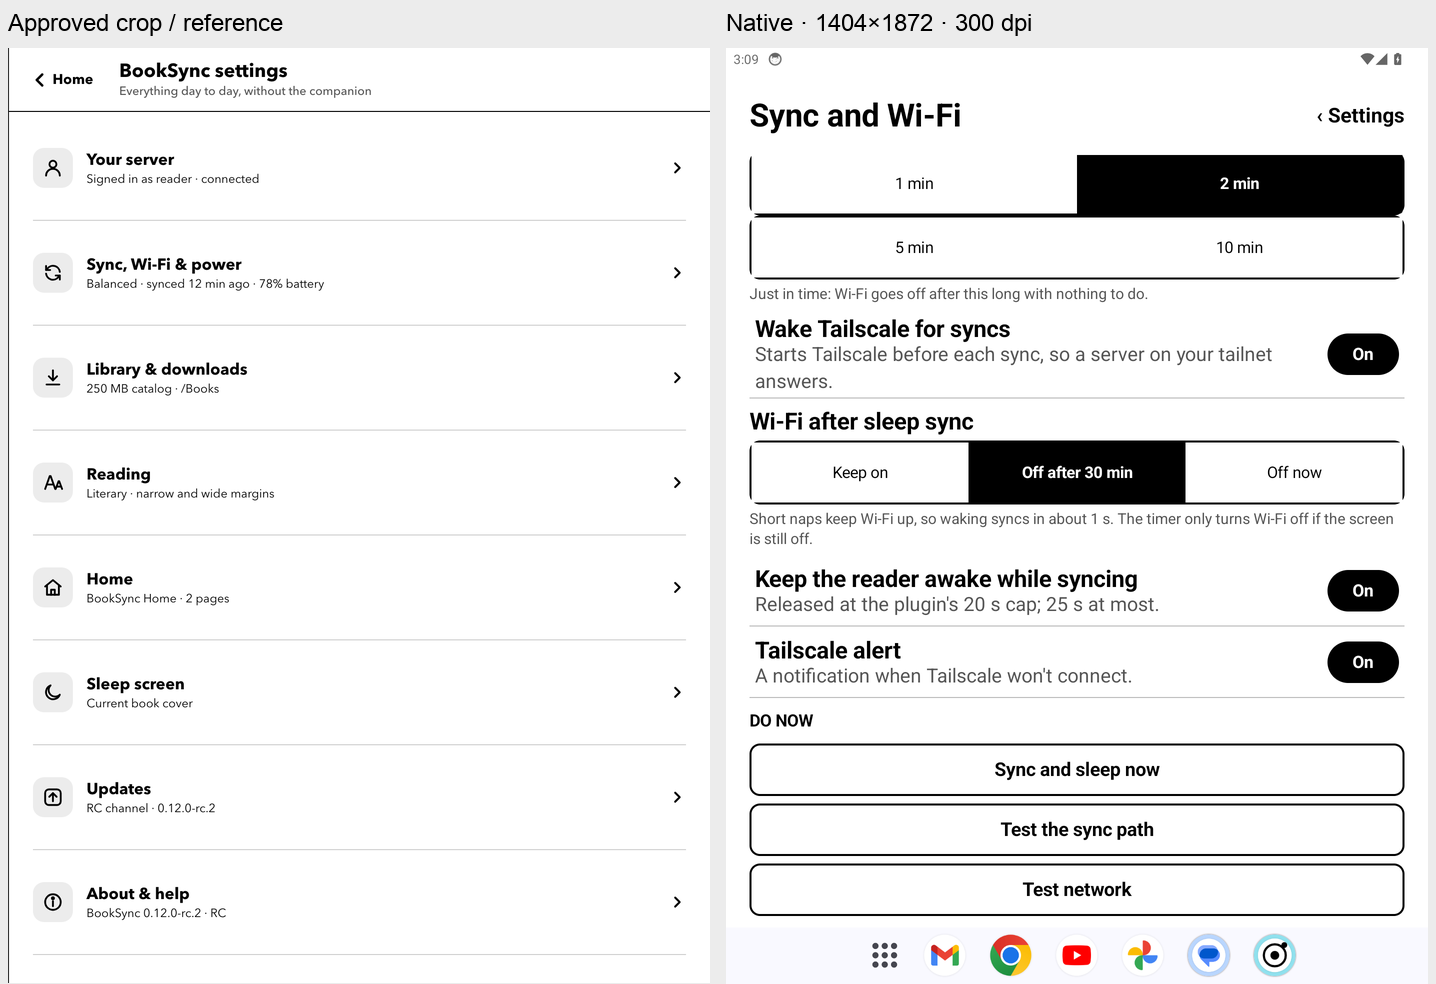 Approved crop / reference
Home
BookSync settings
Everything day to day, without the companion
Your server
Signed in as reader · connected
Sync, Wi-Fi & power
Balanced · synced 12 min ago · 78% battery
Library & downloads
250 MB catalog · /Books
Reading
Literary · narrow and wide margins
Home
BookSync Home · 2 pages
Sleep screen
Current book cover
Updates
RC channel · 0.12.0-rc.2
About & help
BookSync 0.12.0-rc.2 · RC
Native · 1404×1872 · 300 dpi
3:09
Sync and Wi-Fi
‹ Settings
1 min
2 min
5 min
10 min
Just in time: Wi-Fi goes off after this long with nothing to do.
Wake Tailscale for syncs
Starts Tailscale before each sync, so a server on your tailnet
answers.
On
Wi-Fi after sleep sync
Keep on
Off after 30 min
Off now
Short naps keep Wi-Fi up, so waking syncs in about 1 s. The timer only turns Wi-Fi off if the screen
is still off.
Keep the reader awake while syncing
Released at the plugin's 20 s cap; 25 s at most.
On
Tailscale alert
A notification when Tailscale won't connect.
On
DO NOW
Sync and sleep now
Test the sync path
Test network